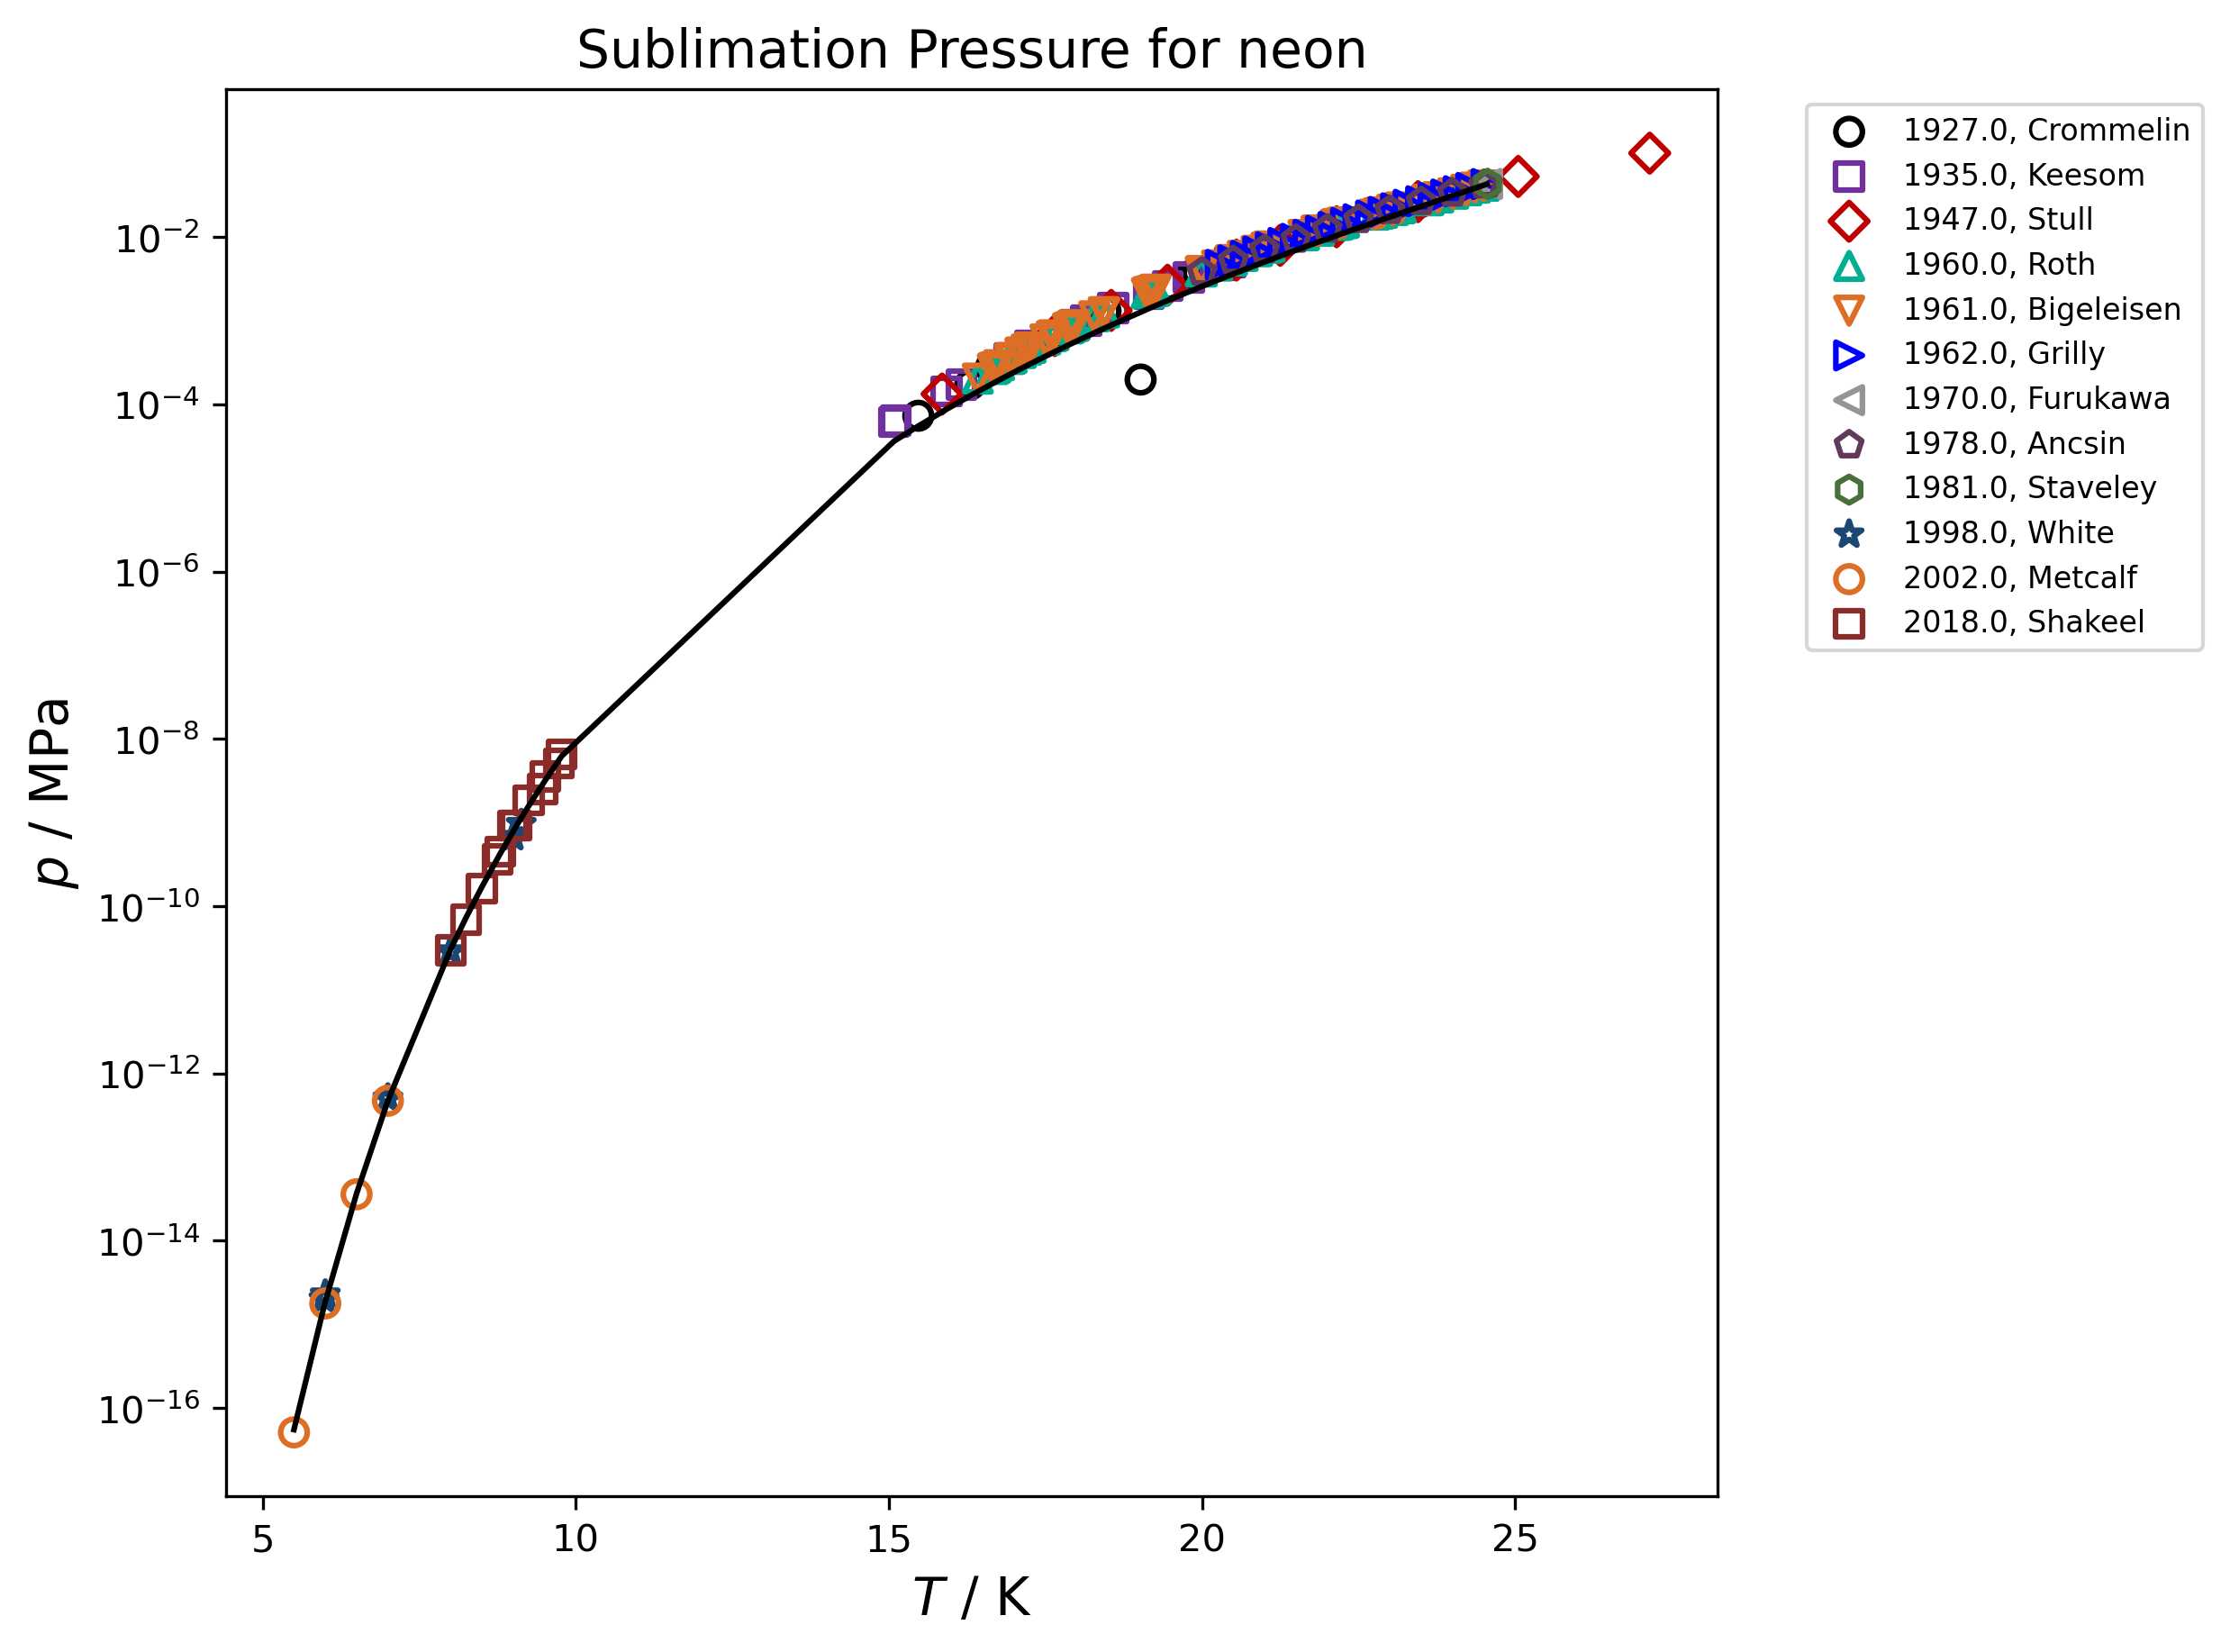 Sublimation Pressure for neon
p / MPa
10⁻²
10⁻⁴
10⁻⁶
10⁻⁸
10⁻¹⁰
10⁻¹²
10⁻¹⁴
10⁻¹⁶
5 10 15 20 25
T / K
1927.0, Crommelin
1935.0, Keesom
1947.0, Stull
1960.0, Roth
1961.0, Bigeleisen
1962.0, Grilly
1970.0, Furukawa
1978.0, Ancsin
1981.0, Staveley
1998.0, White
2002.0, Metcalf
2018.0, Shakeel